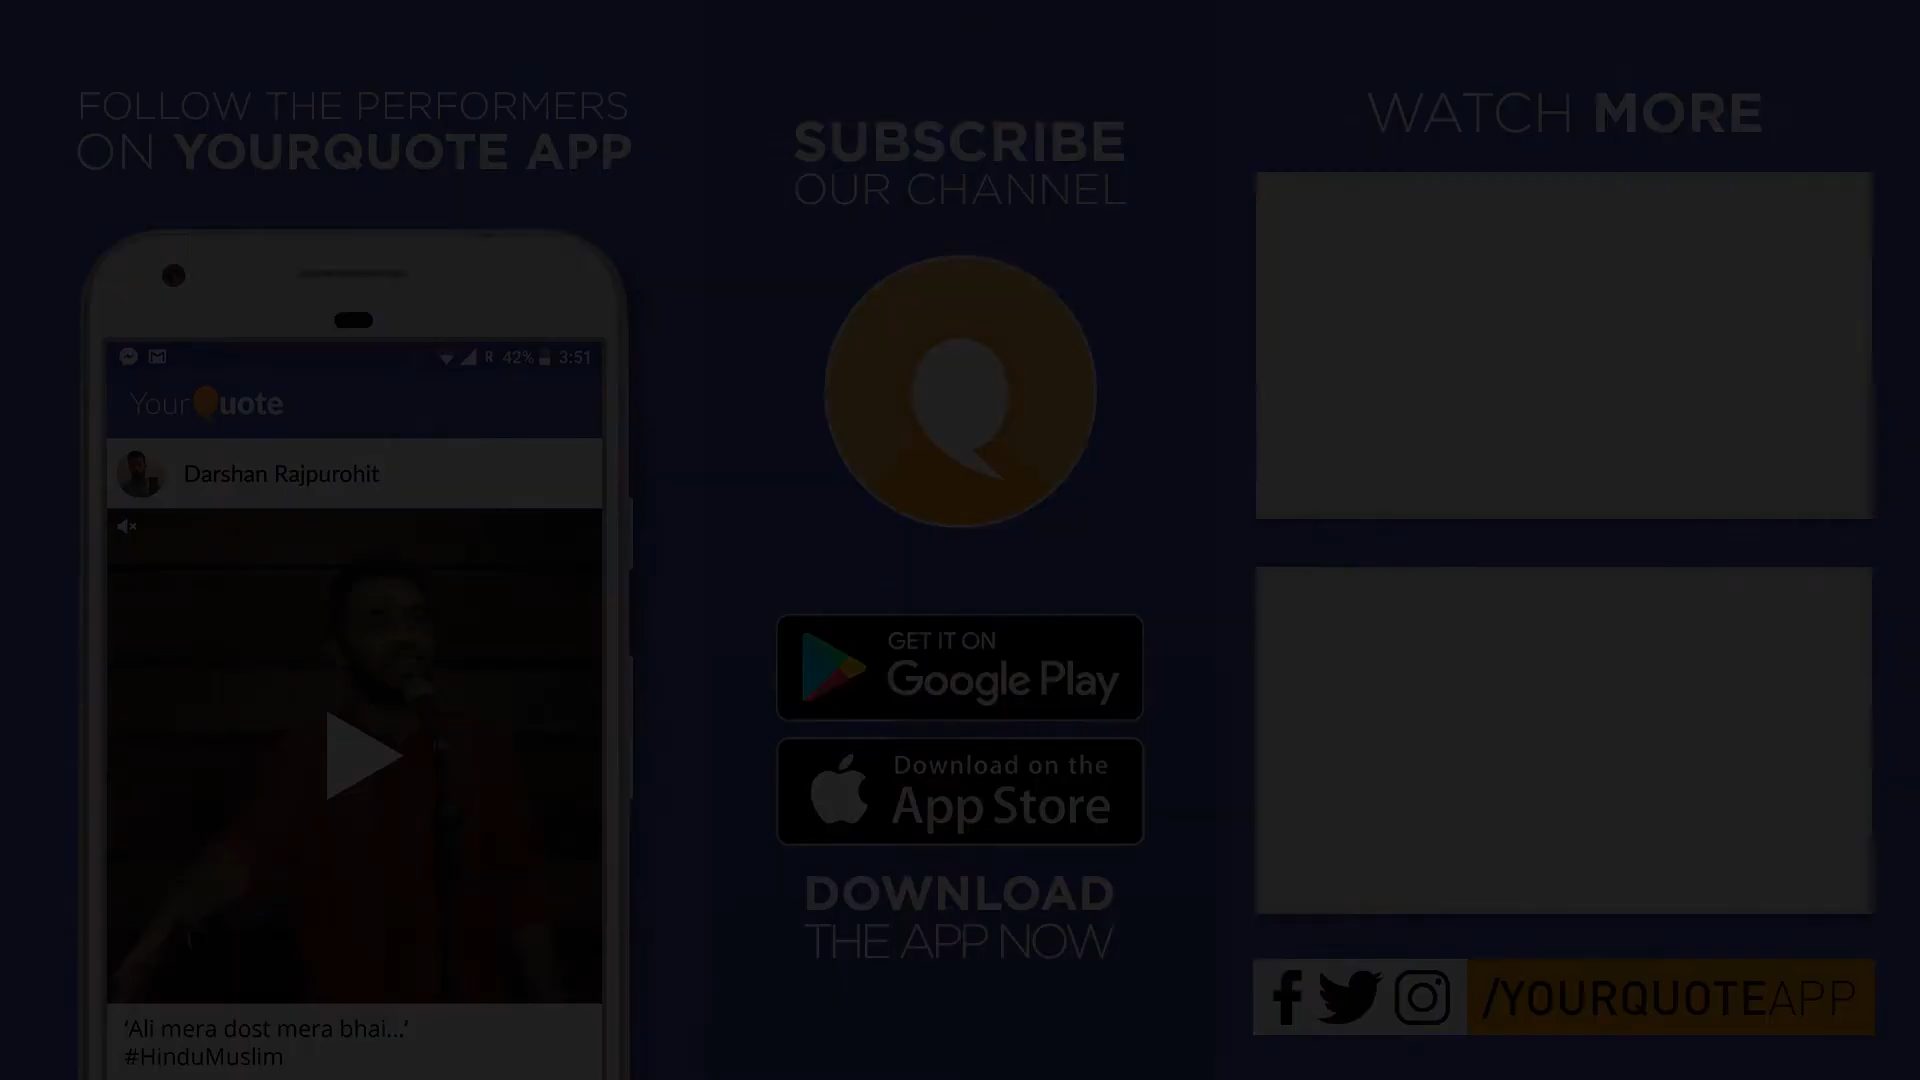 FOLLOW THE PERFORMERS
ON YOURQUOTE APP
R 42% 3:51
YourQuote
Darshan Rajpurohit
‘Ali mera dost mera bhai...’
#HinduMuslim
SUBSCRIBE
OUR CHANNEL
GET IT ON
Google Play
Download on the
App Store
DOWNLOAD
THE APP NOW
WATCH MORE
/YOURQUOTEAPP